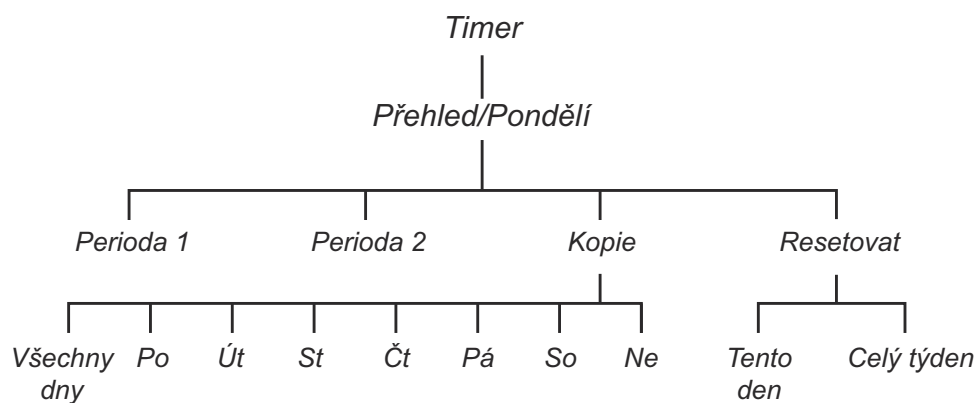 Timer
Přehled/Pondělí
Perioda 1 Perioda 2 Kopie Resetovat
Všechny Po Út St Čt Pá So Ne Tento Celý týden
dny den